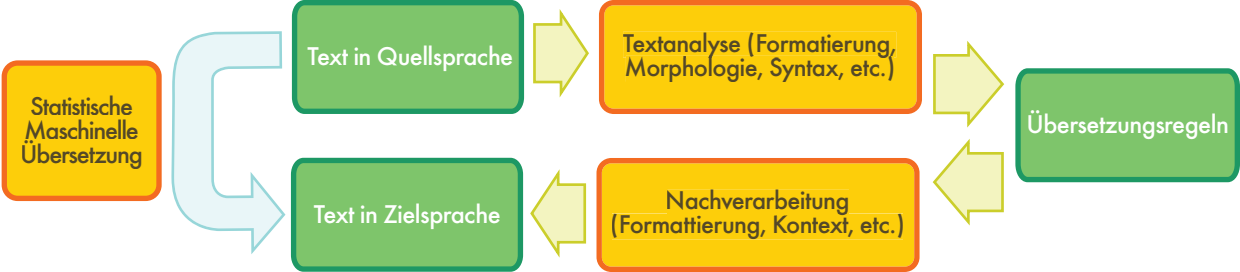 Statistische
Maschinelle
Übersetzung
Text in Quellsprache
Textanalyse (Formatierung,
Morphologie, Syntax, etc.)
Übersetzungsregeln
Nachverarbeitung
(Formattierung, Kontext, etc.)
Text in Zielsprache